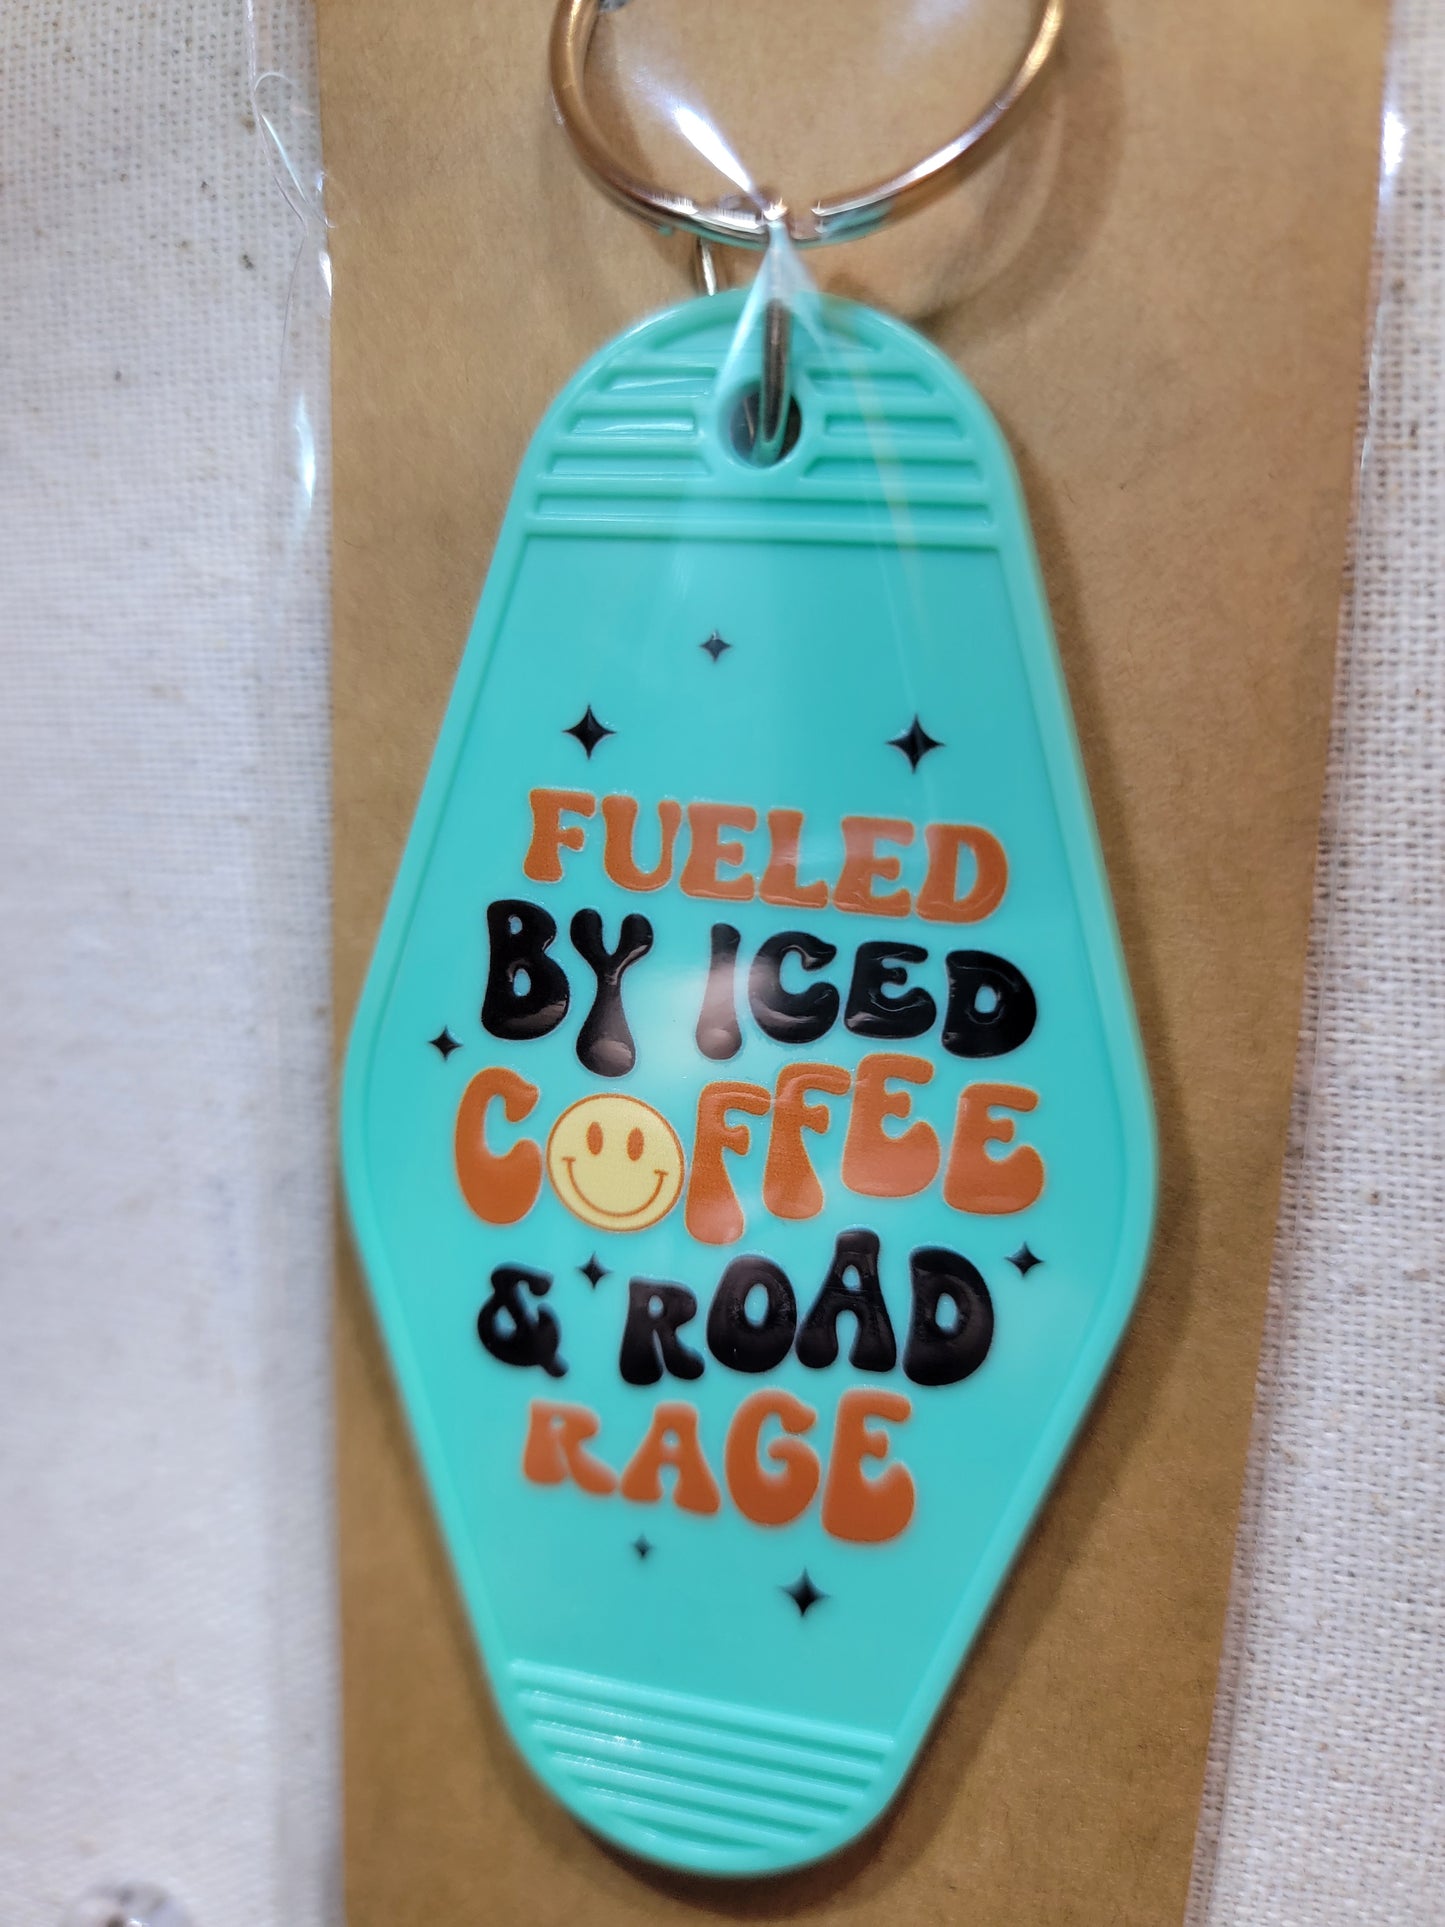 FUELED
BY ICED
COFFEE
& ROAD
RAGE